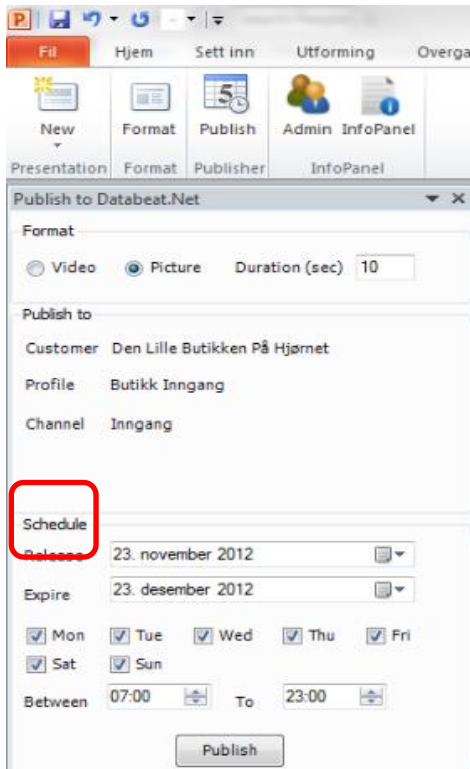 P
Fil Hjem Sett inn Utforming Overga
5
New Format Publish Admin InfoPanel
Presentation Format Publisher InfoPanel
Publish to Databeat.Net
Format
Video Picture Duration (sec) 10
Publish to
Customer Den Lille Butikken På Hjørnet
Profile Butikk Inngang
Channel Inngang
Schedule
Release 23. november 2012
Expire 23. desember 2012
Mon Tue Wed Thu Fri
Sat Sun
Between 07:00 To 23:00
Publish